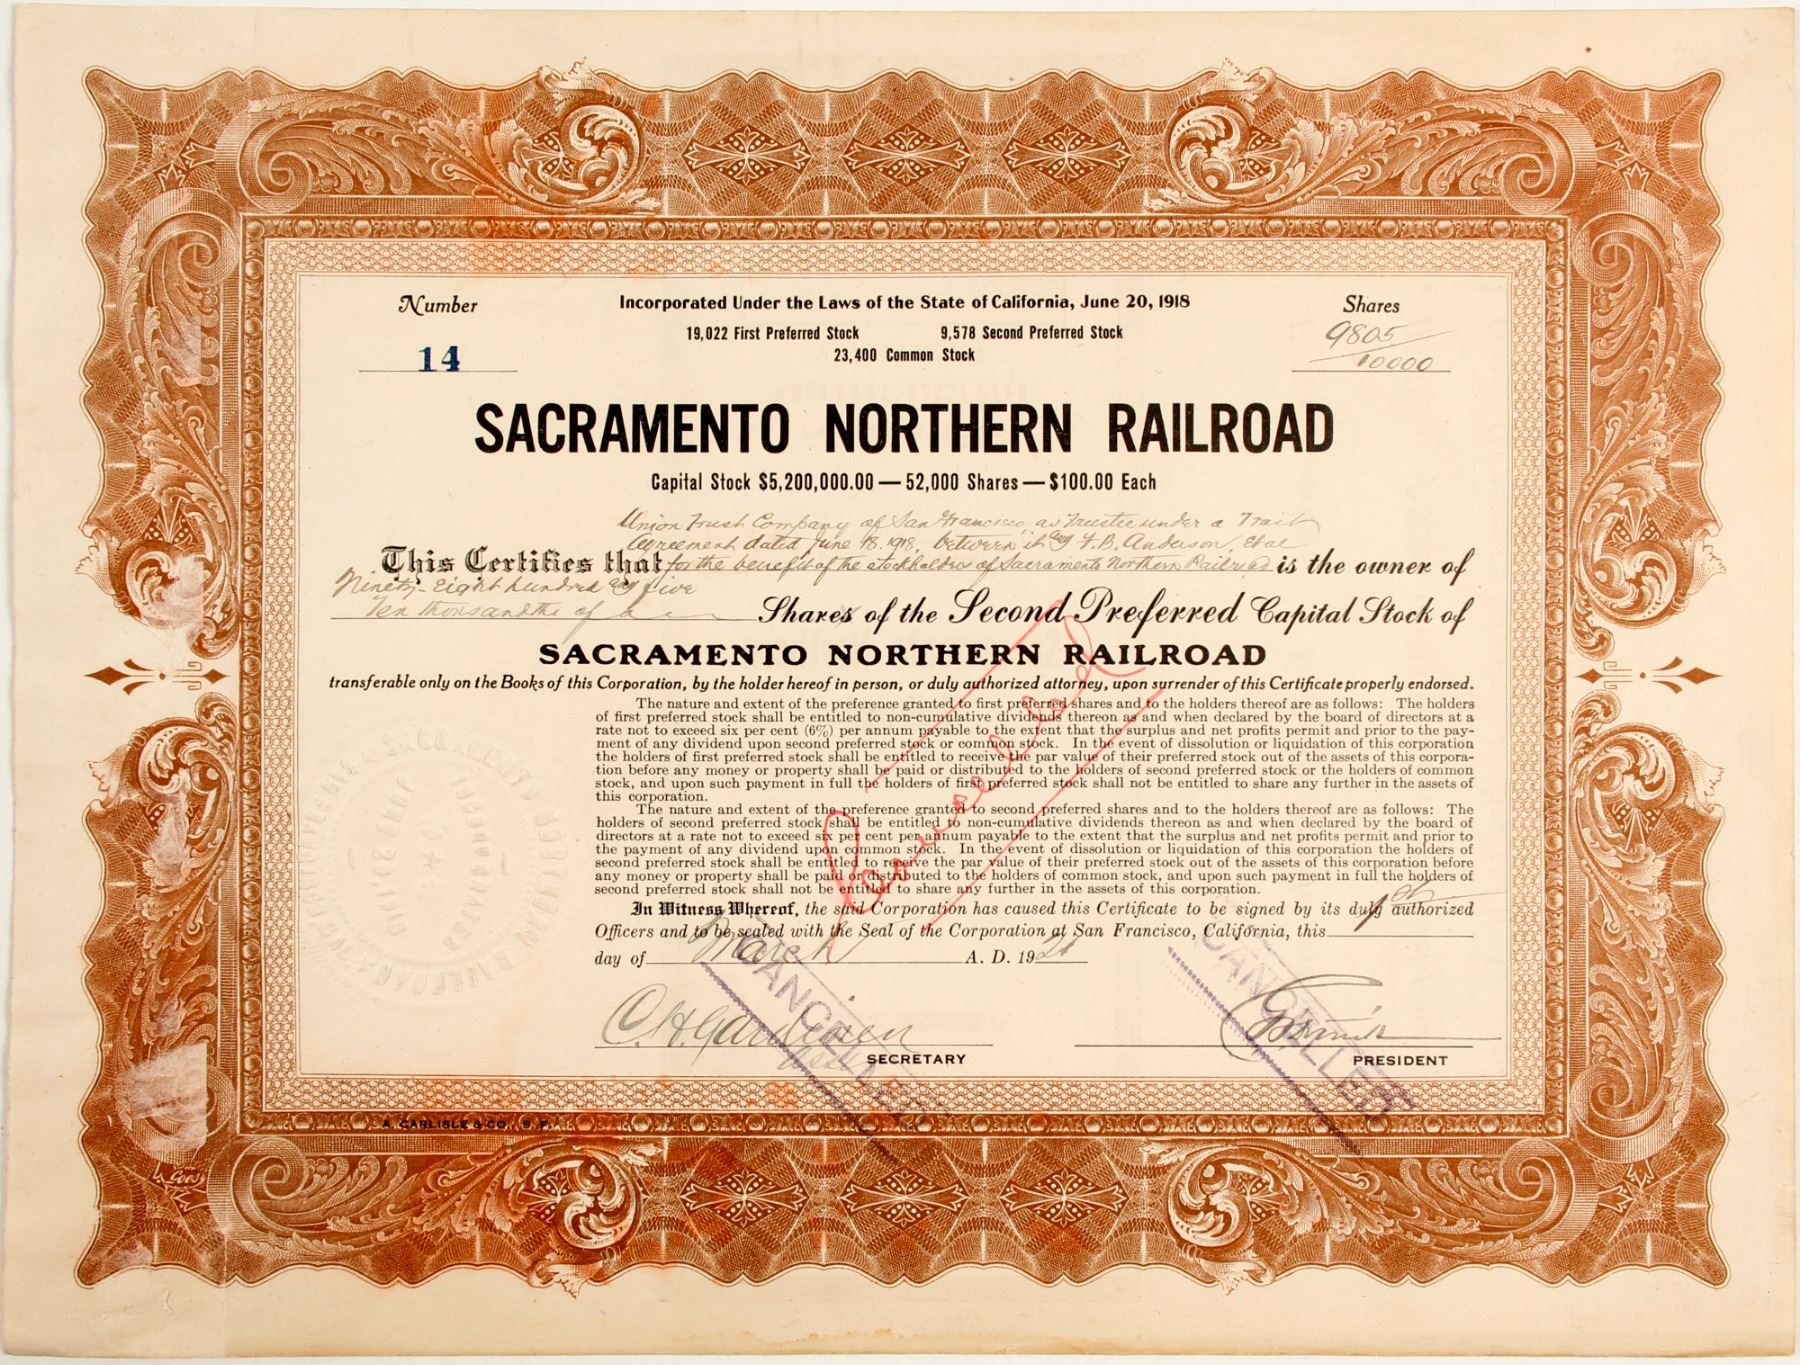 Number
Incorporated Under the Laws of the State of California, June 20, 1918
Shares
19,022 First Preferred Stock 9,578 Second Preferred Stock
9805
14
23,400 Common Stock
10000
SACRAMENTO NORTHERN RAILROAD
Capital Stock $5,200,000.00 — 52,000 Shares — $100.00 Each
Union Trust Company of San Francisco, as Trustee under a Trust
Agreement dated June 18, 1918, between it and F. B. Anderson, et al
This Certifies that for the benefit of the stockholders of Sacramento Northern Railroad is the owner of
Ninety-eight hundred and five
Ten thousandths of a Shares of the Second Preferred Capital Stock of
SACRAMENTO NORTHERN RAILROAD
transferable only on the Books of this Corporation, by the holder hereof in person, or duly authorized attorney, upon surrender of this Certificate properly endorsed.
The nature and extent of the preference granted to first preferred shares and to the holders thereof are as follows: The holders
of first preferred stock shall be entitled to non-cumulative dividends thereon as and when declared by the board of directors at a
rate not to exceed six per cent (6%) per annum payable to the extent that the surplus and net profits permit and prior to the pay-
ment of any dividend upon second preferred stock or common stock. In the event of dissolution or liquidation of this corporation
the holders of first preferred stock shall be entitled to receive the par value of their preferred stock out of the assets of this corpora-
tion before any money or property shall be paid or distributed to the holders of second preferred stock or the holders of common
stock, and upon such payment in full the holders of first preferred stock shall not be entitled to share any further in the assets of
this corporation.
The nature and extent of the preference granted to second preferred shares and to the holders thereof are as follows: The
holders of second preferred stock shall be entitled to non-cumulative dividends thereon as and when declared by the board of
directors at a rate not to exceed six per cent per annum payable to the extent that the surplus and net profits permit and prior to
the payment of any dividend upon common stock. In the event of dissolution or liquidation of this corporation the holders of
second preferred stock shall be entitled to receive the par value of their preferred stock out of the assets of this corporation before
any money or property shall be paid or distributed to the holders of common stock, and upon such payment in full the holders of
second preferred stock shall not be entitled to share any further in the assets of this corporation.
Cancelled
In Witness Whereof, the said Corporation has caused this Certificate to be signed by its duly authorized
Officers and to be sealed with the Seal of the Corporation at San Francisco, California, this 1st
day of March A. D. 1921
SACRAMENTO NORTHERN RAILROAD
INCORPORATED
JUNE 20, 1918
CANCELLED
CANCELLED
SECRETARY
PRESIDENT
A. CARLISLE & CO., S. F.